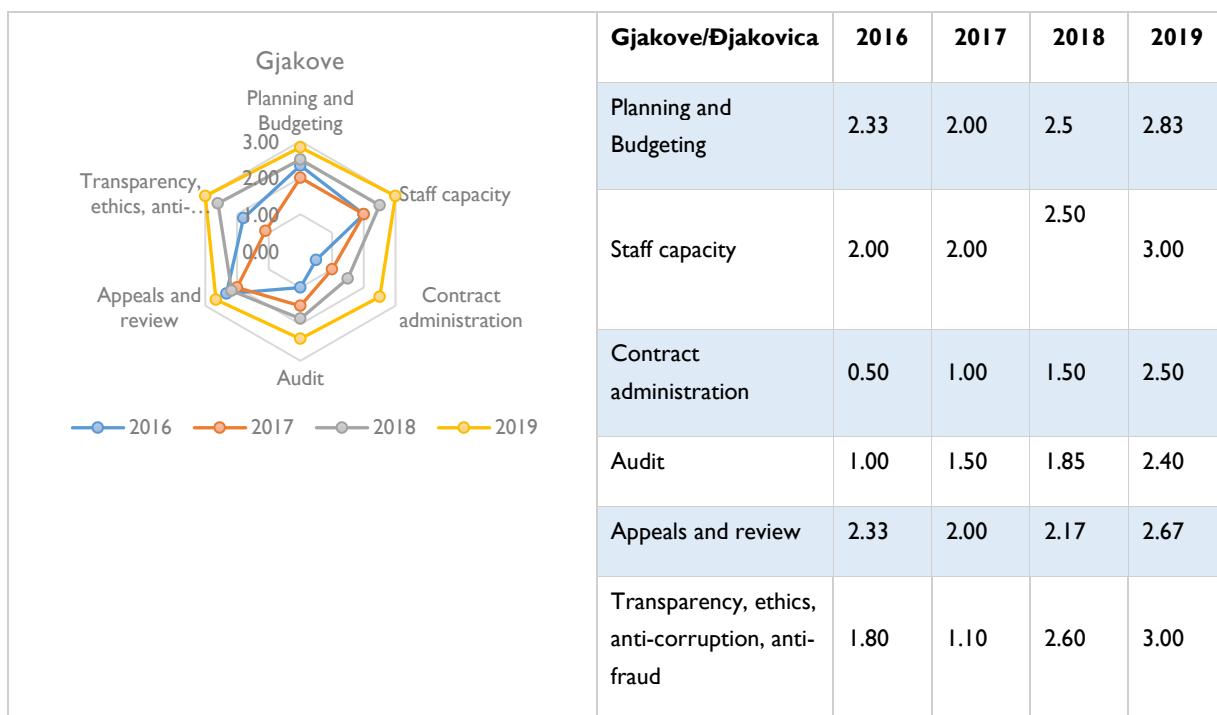 Gjakove
Planning and
Budgeting
3.00
2.00
1.00
0.00
Transparency,
ethics, anti-...
Staff capacity
Appeals and
review
Contract
administration
Audit
2016 2017 2018 2019
Gjakove/Đjakovica 2016 2017 2018 2019
Planning and
Budgeting
2.33 2.00 2.5 2.83
2.50
Staff capacity 2.00 2.00 3.00
Contract
administration
0.50 1.00 1.50 2.50
Audit 1.00 1.50 1.85 2.40
Appeals and review 2.33 2.00 2.17 2.67
Transparency, ethics,
anti-corruption, anti-
fraud
1.80 1.10 2.60 3.00